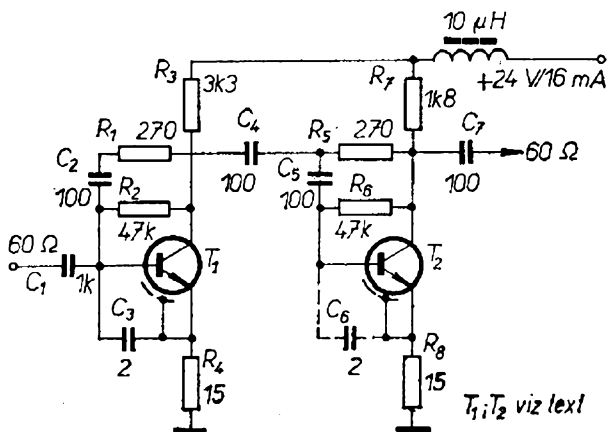 10 µH
+24 V/16 mA
R3
3k3
R7
1k8
R1
270
C4
100
R5
270
C7
100
60 Ω
C2
100
R2
47k
C5
100
R6
47k
60 Ω
C1
1k
T1
T2
C3
2
R4
15
C6
2
R8
15
T1; T2 viz text